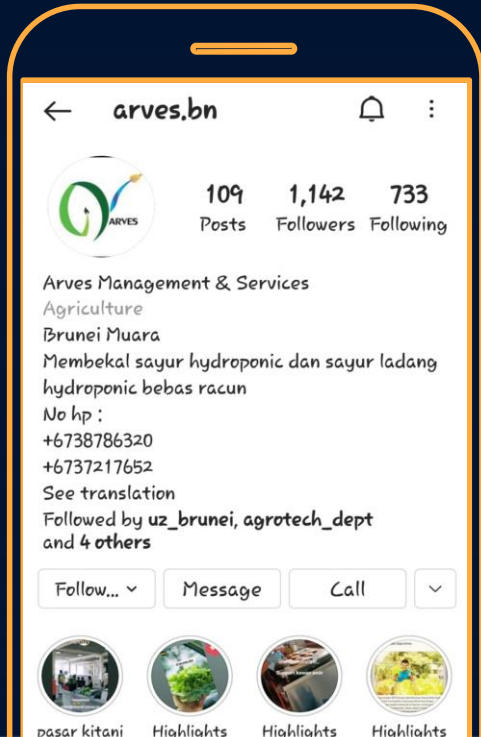 arves.bn
ARVES
109 1,142 733
Posts Followers Following
Arves Management & Services
Agriculture
Brunei Muara
Membekal sayur hydroponic dan sayur ladang
hydroponic bebas racun
No hp :
+6738786320
+6737217652
See translation
Followed by uz_brunei, agrotech_dept
and 4 others
Follow... Message Call
pasar kitani Highlights Highlights Highlights